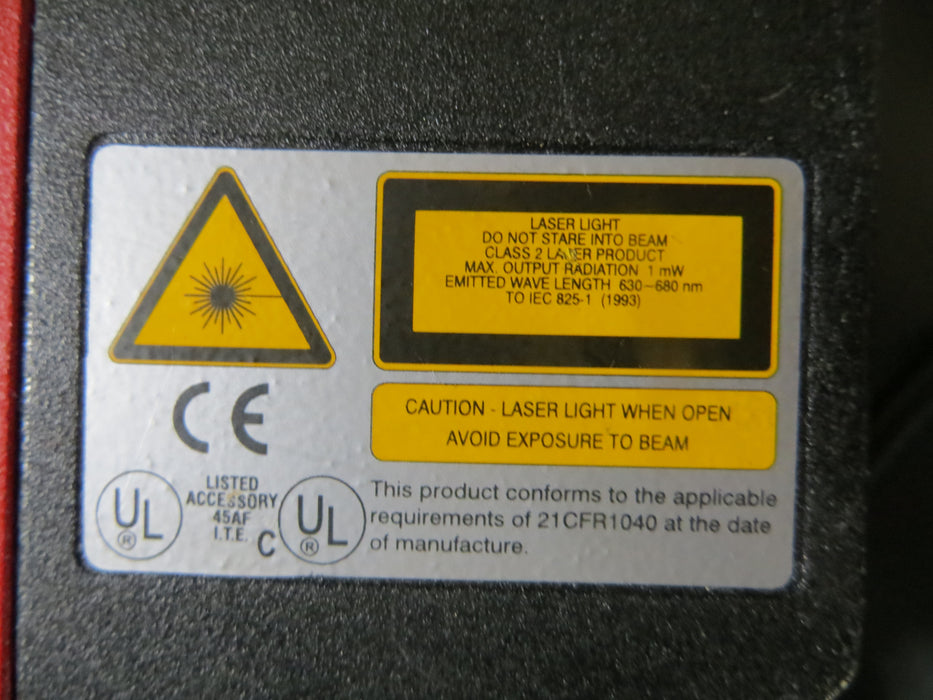 LASER LIGHT
DO NOT STARE INTO BEAM
CLASS 2 LASER PRODUCT
MAX. OUTPUT RADIATION 1 mW
EMITTED WAVE LENGTH 630~680 nm
TO IEC 825-1 (1993)
CAUTION - LASER LIGHT WHEN OPEN
AVOID EXPOSURE TO BEAM
CE
UL
®
LISTED
ACCESSORY
45AF
I.T.E.
C
UL
®
This product conforms to the applicable
requirements of 21CFR1040 at the date
of manufacture.